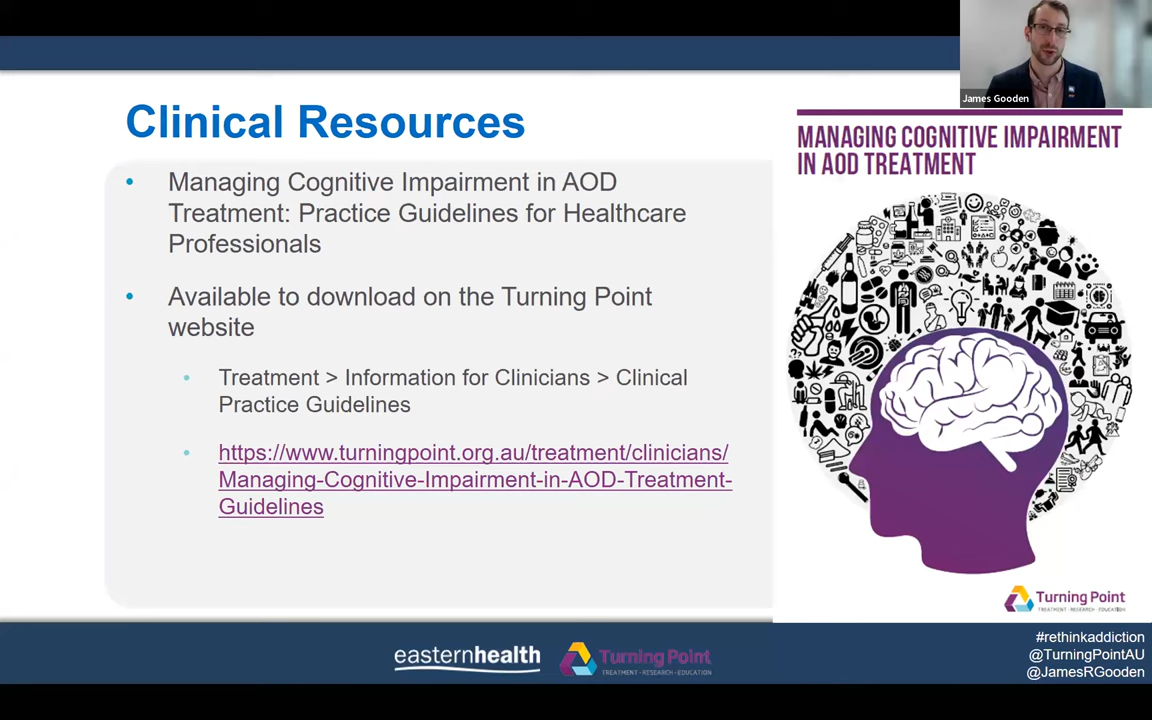 James Gooden
Clinical Resources
• Managing Cognitive Impairment in AOD
Treatment: Practice Guidelines for Healthcare
Professionals
• Available to download on the Turning Point
website
• Treatment > Information for Clinicians > Clinical
Practice Guidelines
• https://www.turningpoint.org.au/treatment/clinicians/
Managing-Cognitive-Impairment-in-AOD-Treatment-
Guidelines
MANAGING COGNITIVE IMPAIRMENT
IN AOD TREATMENT
Turning Point
TREATMENT • RESEARCH • EDUCATION
easternhealth
Turning Point
TREATMENT • RESEARCH • EDUCATION
#rethinkaddiction
@TurningPointAU
@JamesRGooden